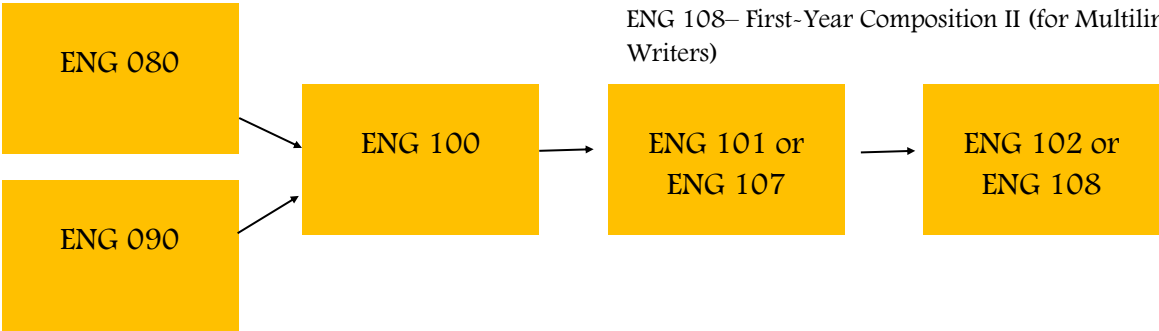 ENG 108– First-Year Composition II (for
Writers)
ENG 080
ENG 090
ENG 100
ENG 101 or
ENG 107
ENG 102 or
ENG 108